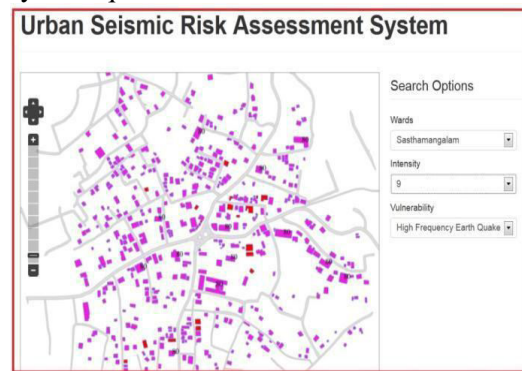 Urban Seismic Risk Assessment System
Search Options
Wards
Sasthamangalam
Intensity
9
Vulnerability
High Frequency Earth Quake